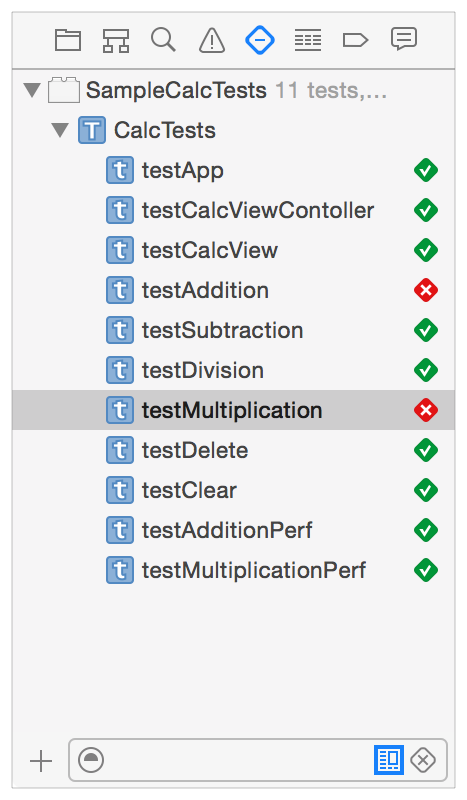 SampleCalcTests 11 tests,...
CalcTests
testApp
testCalcViewContoller
testCalcView
testAddition
testSubtraction
testDivision
testMultiplication
testDelete
testClear
testAdditionPerf
testMultiplicationPerf